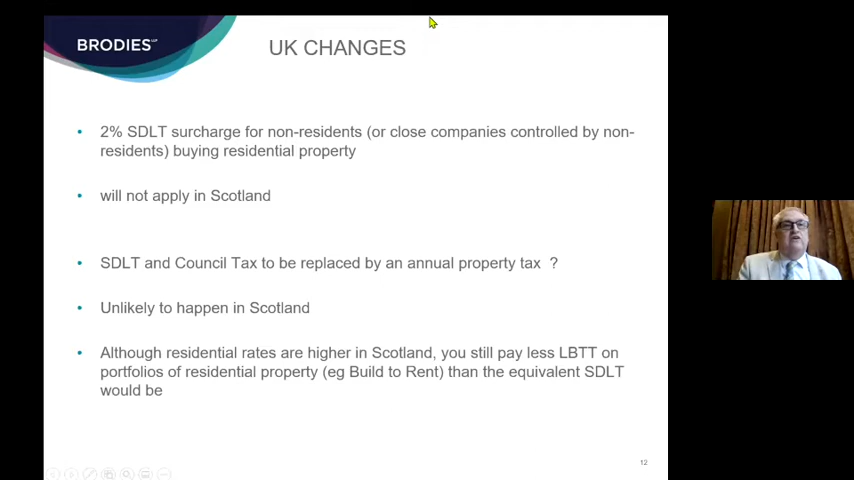 BRODIES LLP
UK CHANGES
• 2% SDLT surcharge for non-residents (or close companies controlled by non-
residents) buying residential property
• will not apply in Scotland
• SDLT and Council Tax to be replaced by an annual property tax ?
• Unlikely to happen in Scotland
• Although residential rates are higher in Scotland, you still pay less LBTT on
portfolios of residential property (eg Build to Rent) than the equivalent SDLT
would be
12